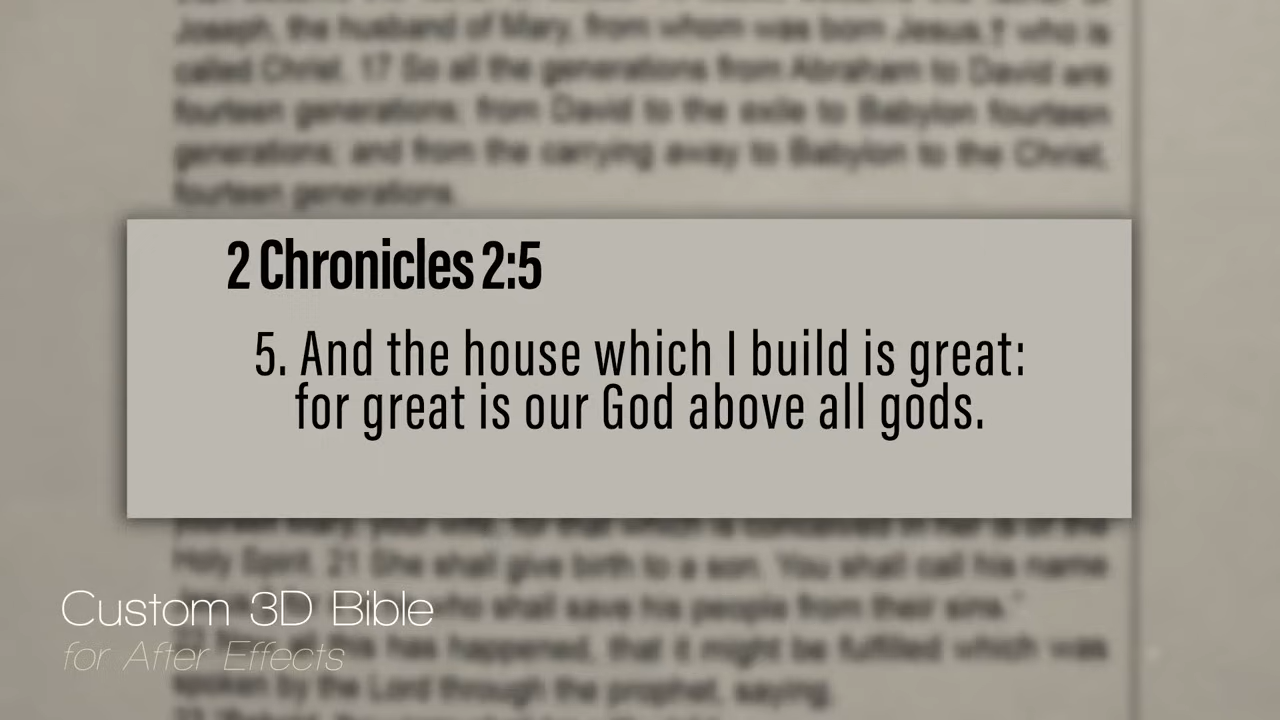 Joseph, the husband of Mary, from whom was born Jesus,† who is
called Christ. 17 So all the generations from Abraham to David are
fourteen generations; from David to the exile to Babylon fourteen
generations; and from the carrying away to Babylon to the Christ,
fourteen generations.
2 Chronicles 2:5
5. And the house which I build is great:
for great is our God above all gods.
Holy Spirit. 21 She shall give birth to a son. You shall call his name
who shall save his people from their sins."
all this has happened, that it might be fulfilled which was
spoken by the Lord through the prophet, saying,
Custom 3D Bible
for After Effects